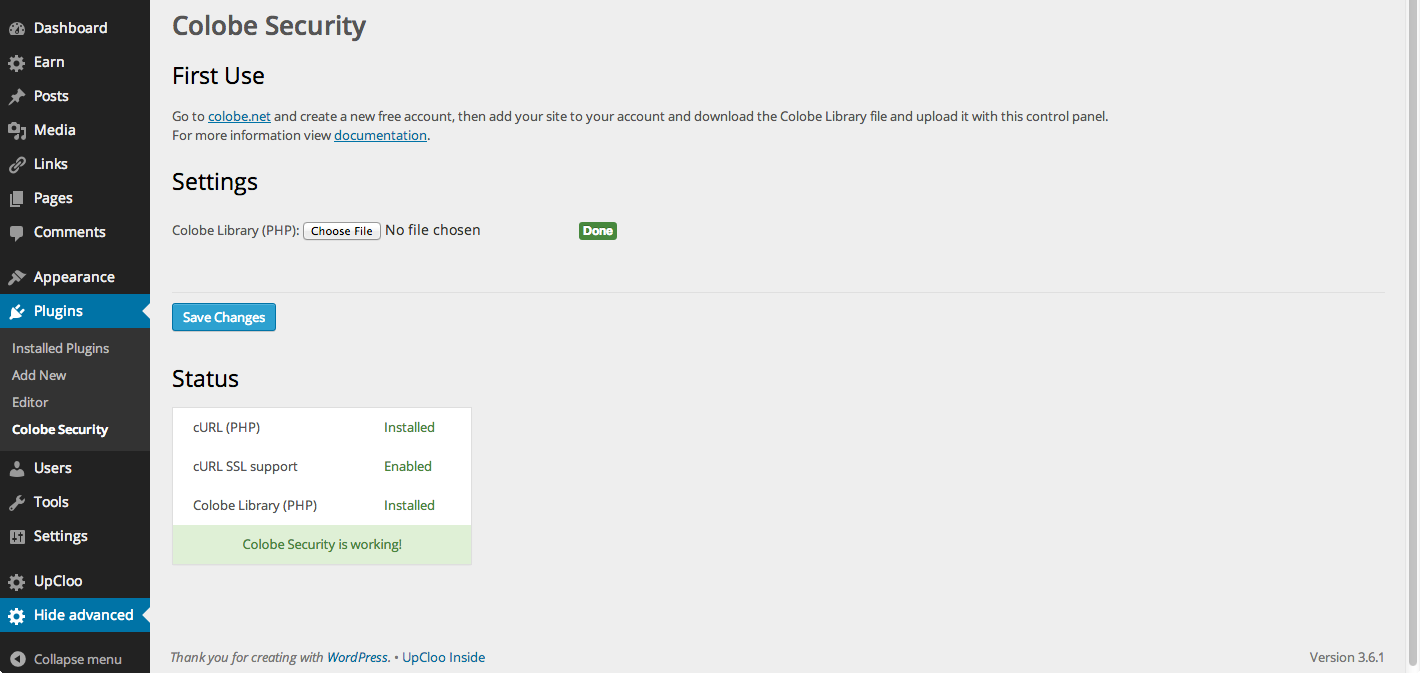 Dashboard
Earn
Posts
Media
Links
Pages
Comments
Appearance
Plugins
Installed Plugins
Add New
Editor
Colobe Security
Users
Tools
Settings
UpCloo
Hide advanced
Collapse menu
Colobe Security
First Use
Go to colobe.net and create a new free account, then add your site to your account and download the Colobe Library file and upload it with this control panel.
For more information view documentation.
Settings
Colobe Library (PHP): Choose File No file chosen Done
Save Changes
Status
cURL (PHP) Installed
cURL SSL support Enabled
Colobe Library (PHP) Installed
Colobe Security is working!
Thank you for creating with WordPress. • UpCloo Inside Version 3.6.1